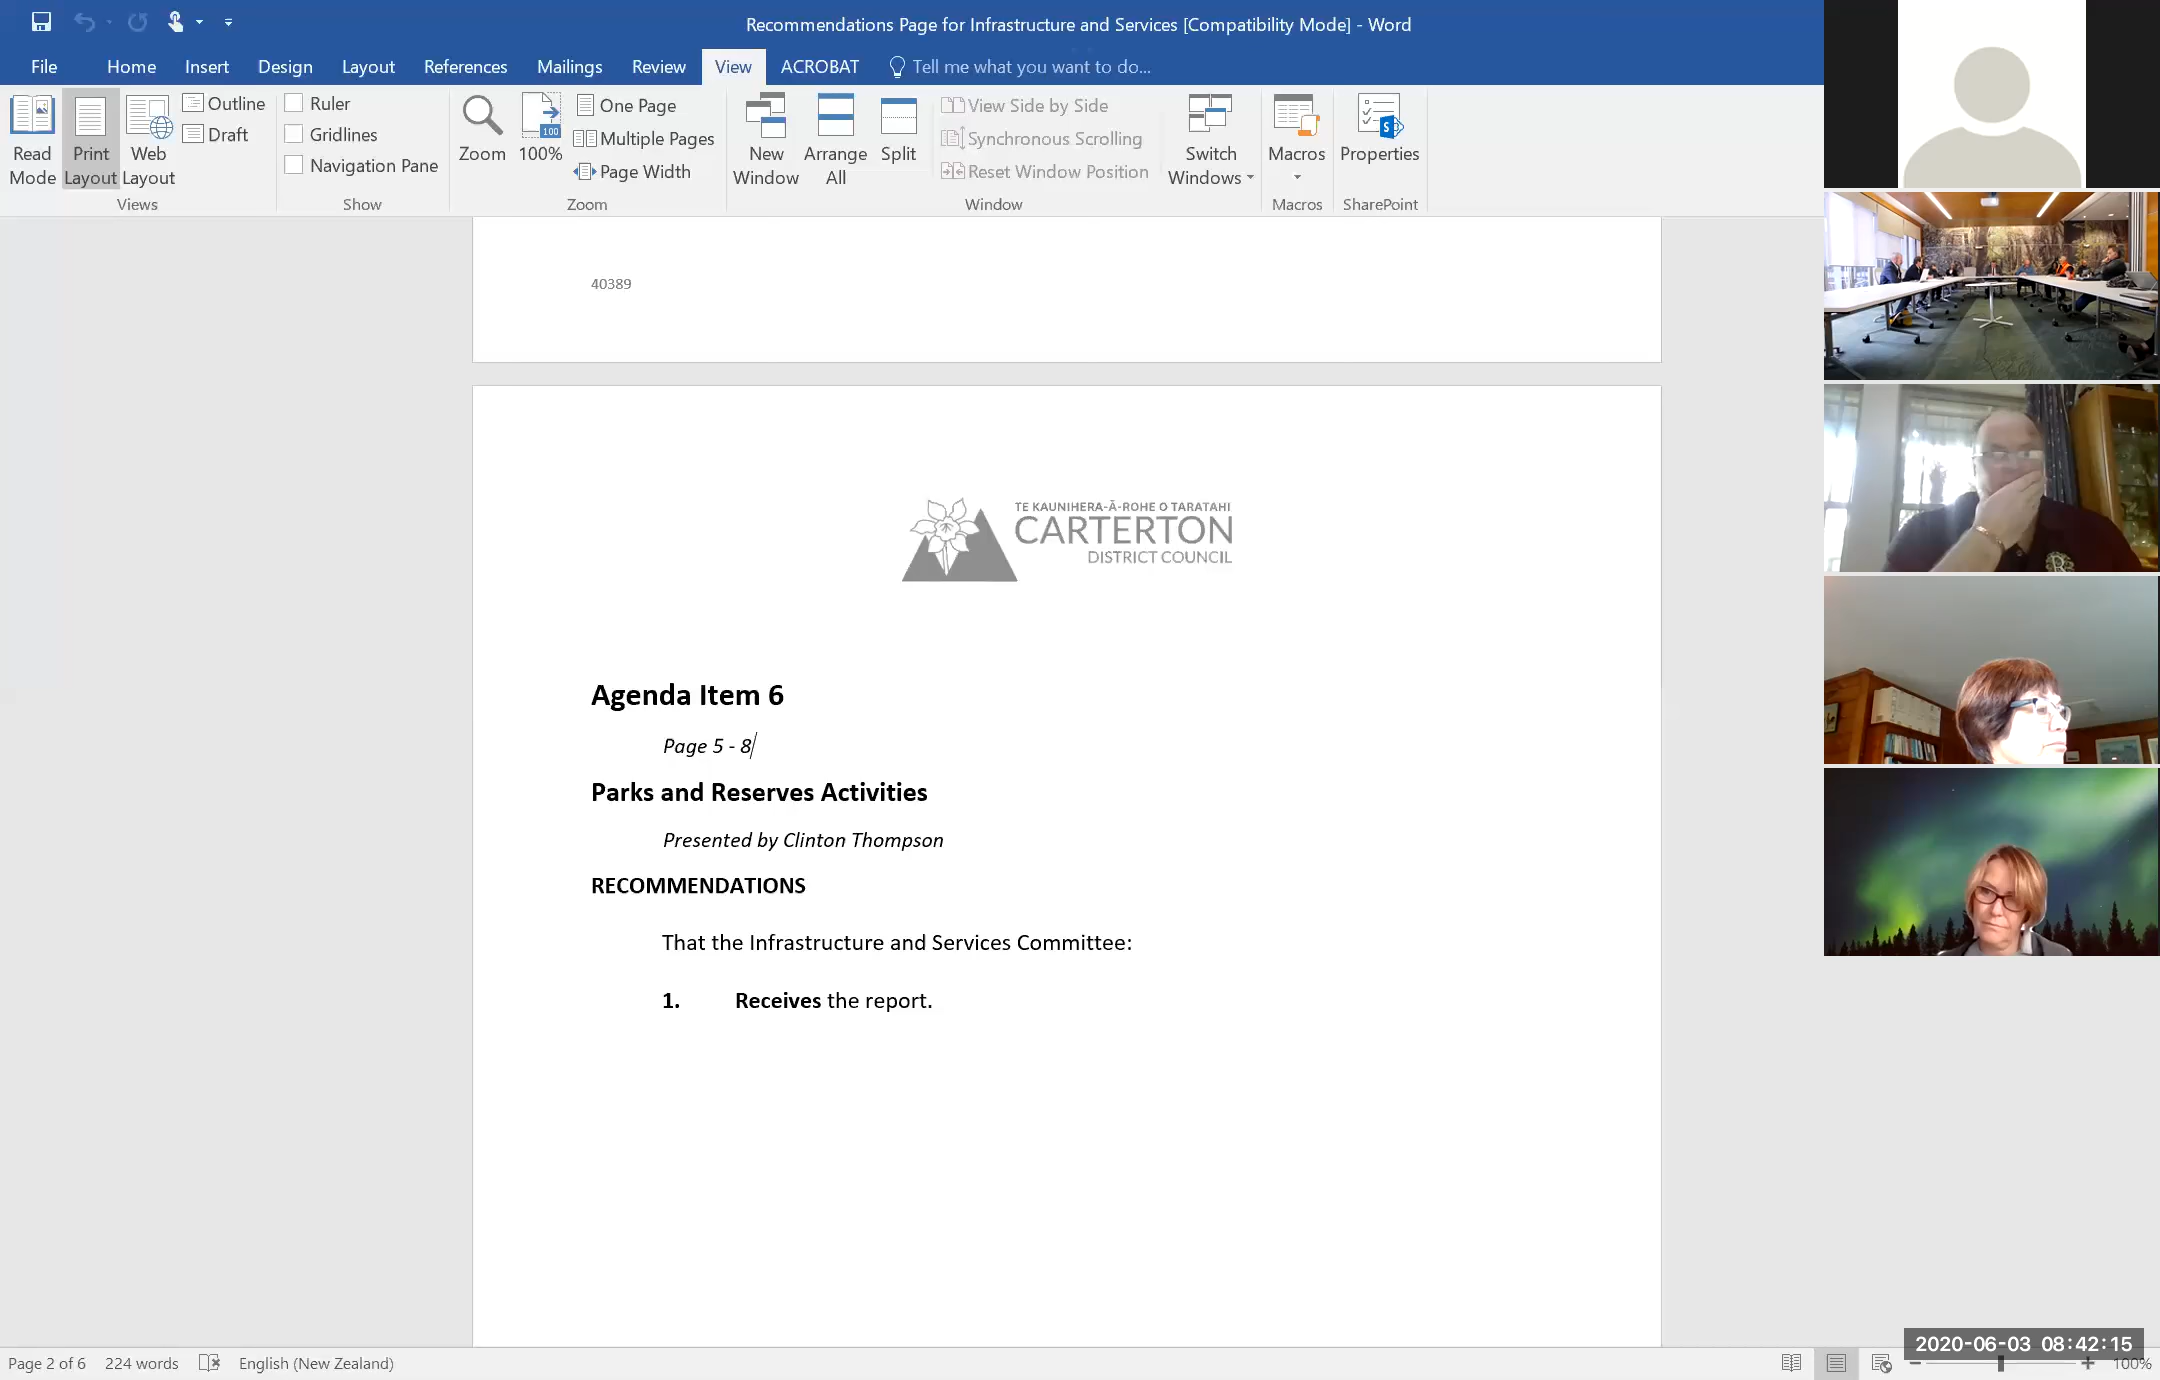 Recommendations Page for Infrastructure and Services [Compatibility Mode] - Word
File Home Insert Design Layout References Mailings Review View ACROBAT Tell me what you want to do...
Read Mode
Print Layout
Web Layout
Outline
Draft
Views
Ruler
Gridlines
Navigation Pane
Show
Zoom
100
100%
One Page
Multiple Pages
Page Width
Zoom
New Window
Arrange All
Split
View Side by Side
Synchronous Scrolling
Reset Window Position
Window
Switch Windows
Macros
Macros
Properties
SharePoint
40389
TE KAUNIHERA-Ā-ROHE O TARATAHI
CARTERTON
DISTRICT COUNCIL
Agenda Item 6
Page 5 - 8
Parks and Reserves Activities
Presented by Clinton Thompson
RECOMMENDATIONS
That the Infrastructure and Services Committee:
1. Receives the report.
Page 2 of 6 224 words English (New Zealand)
2020-06-03 08:42:15
100%